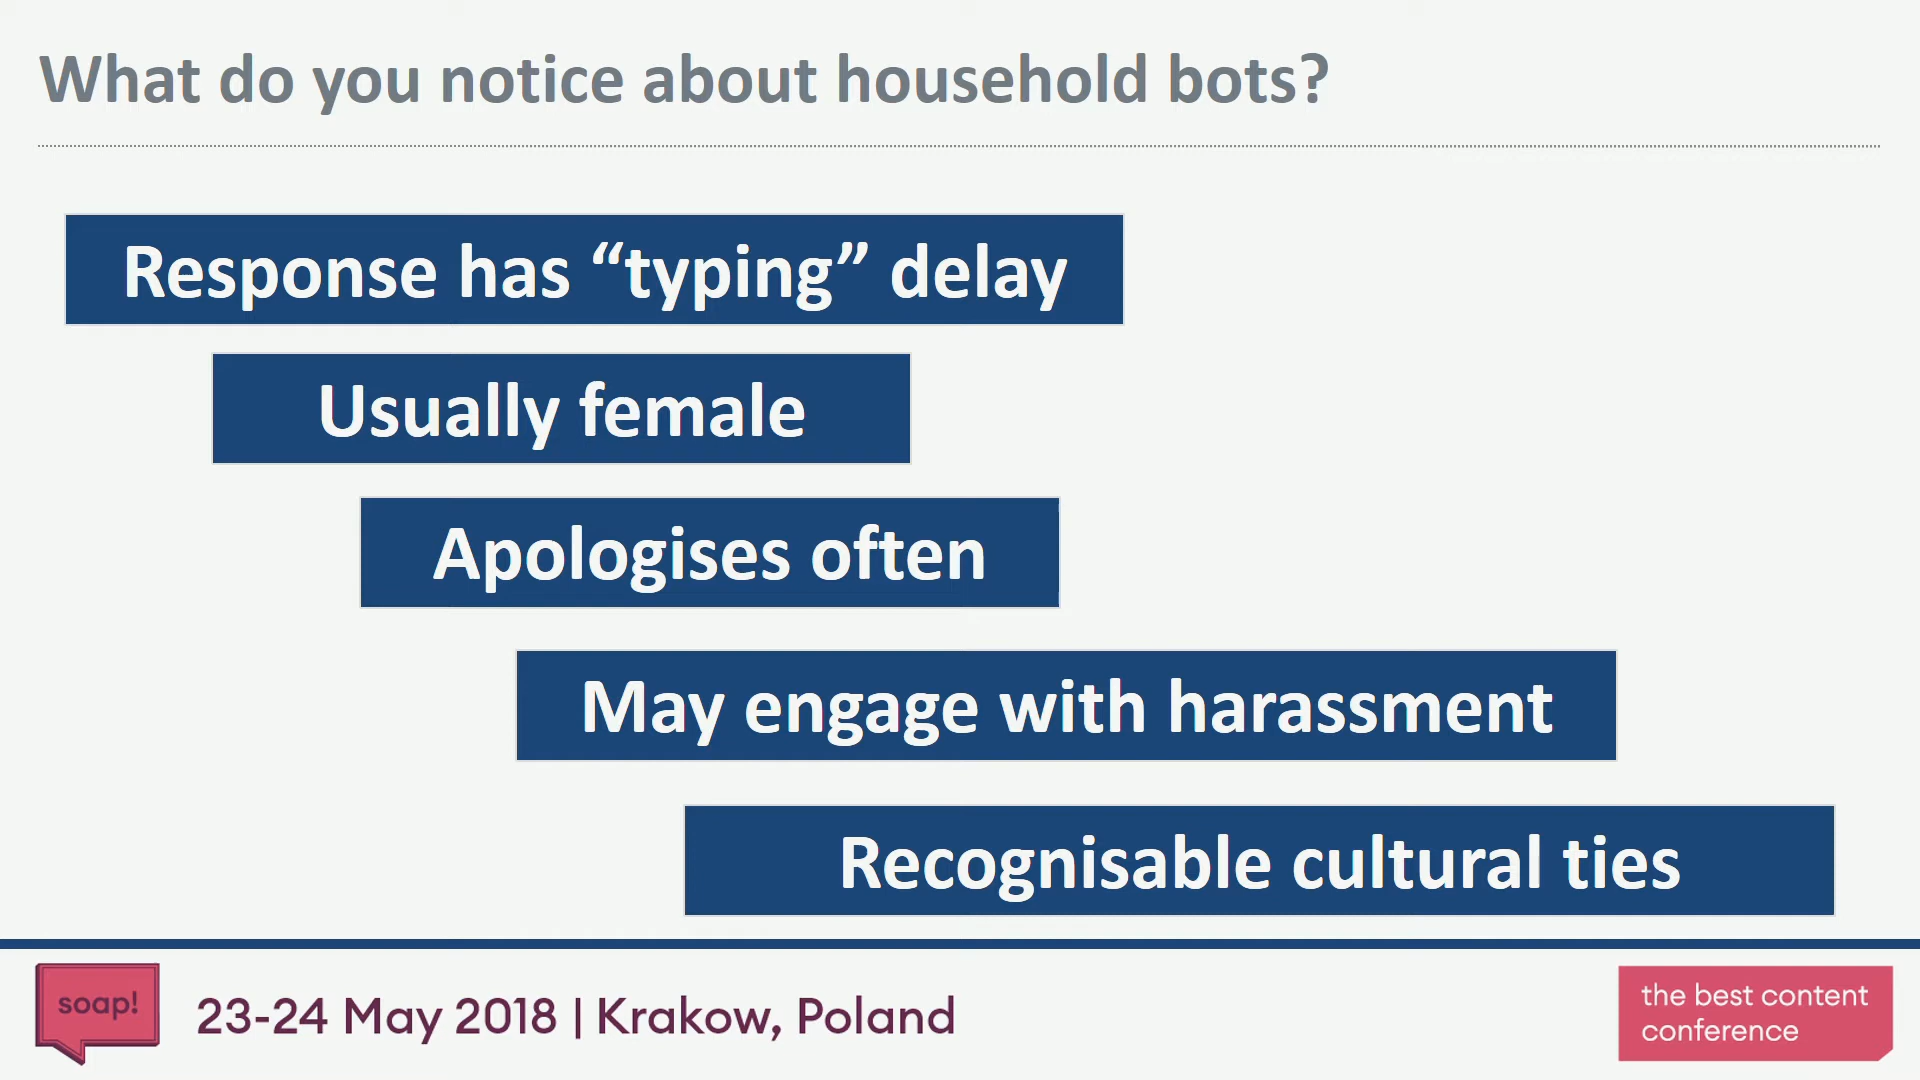 What do you notice about household bots?
Response has “typing” delay
Usually female
Apologises often
May engage with harassment
Recognisable cultural ties
soap!
23-24 May 2018 | Krakow, Poland
the best content
conference